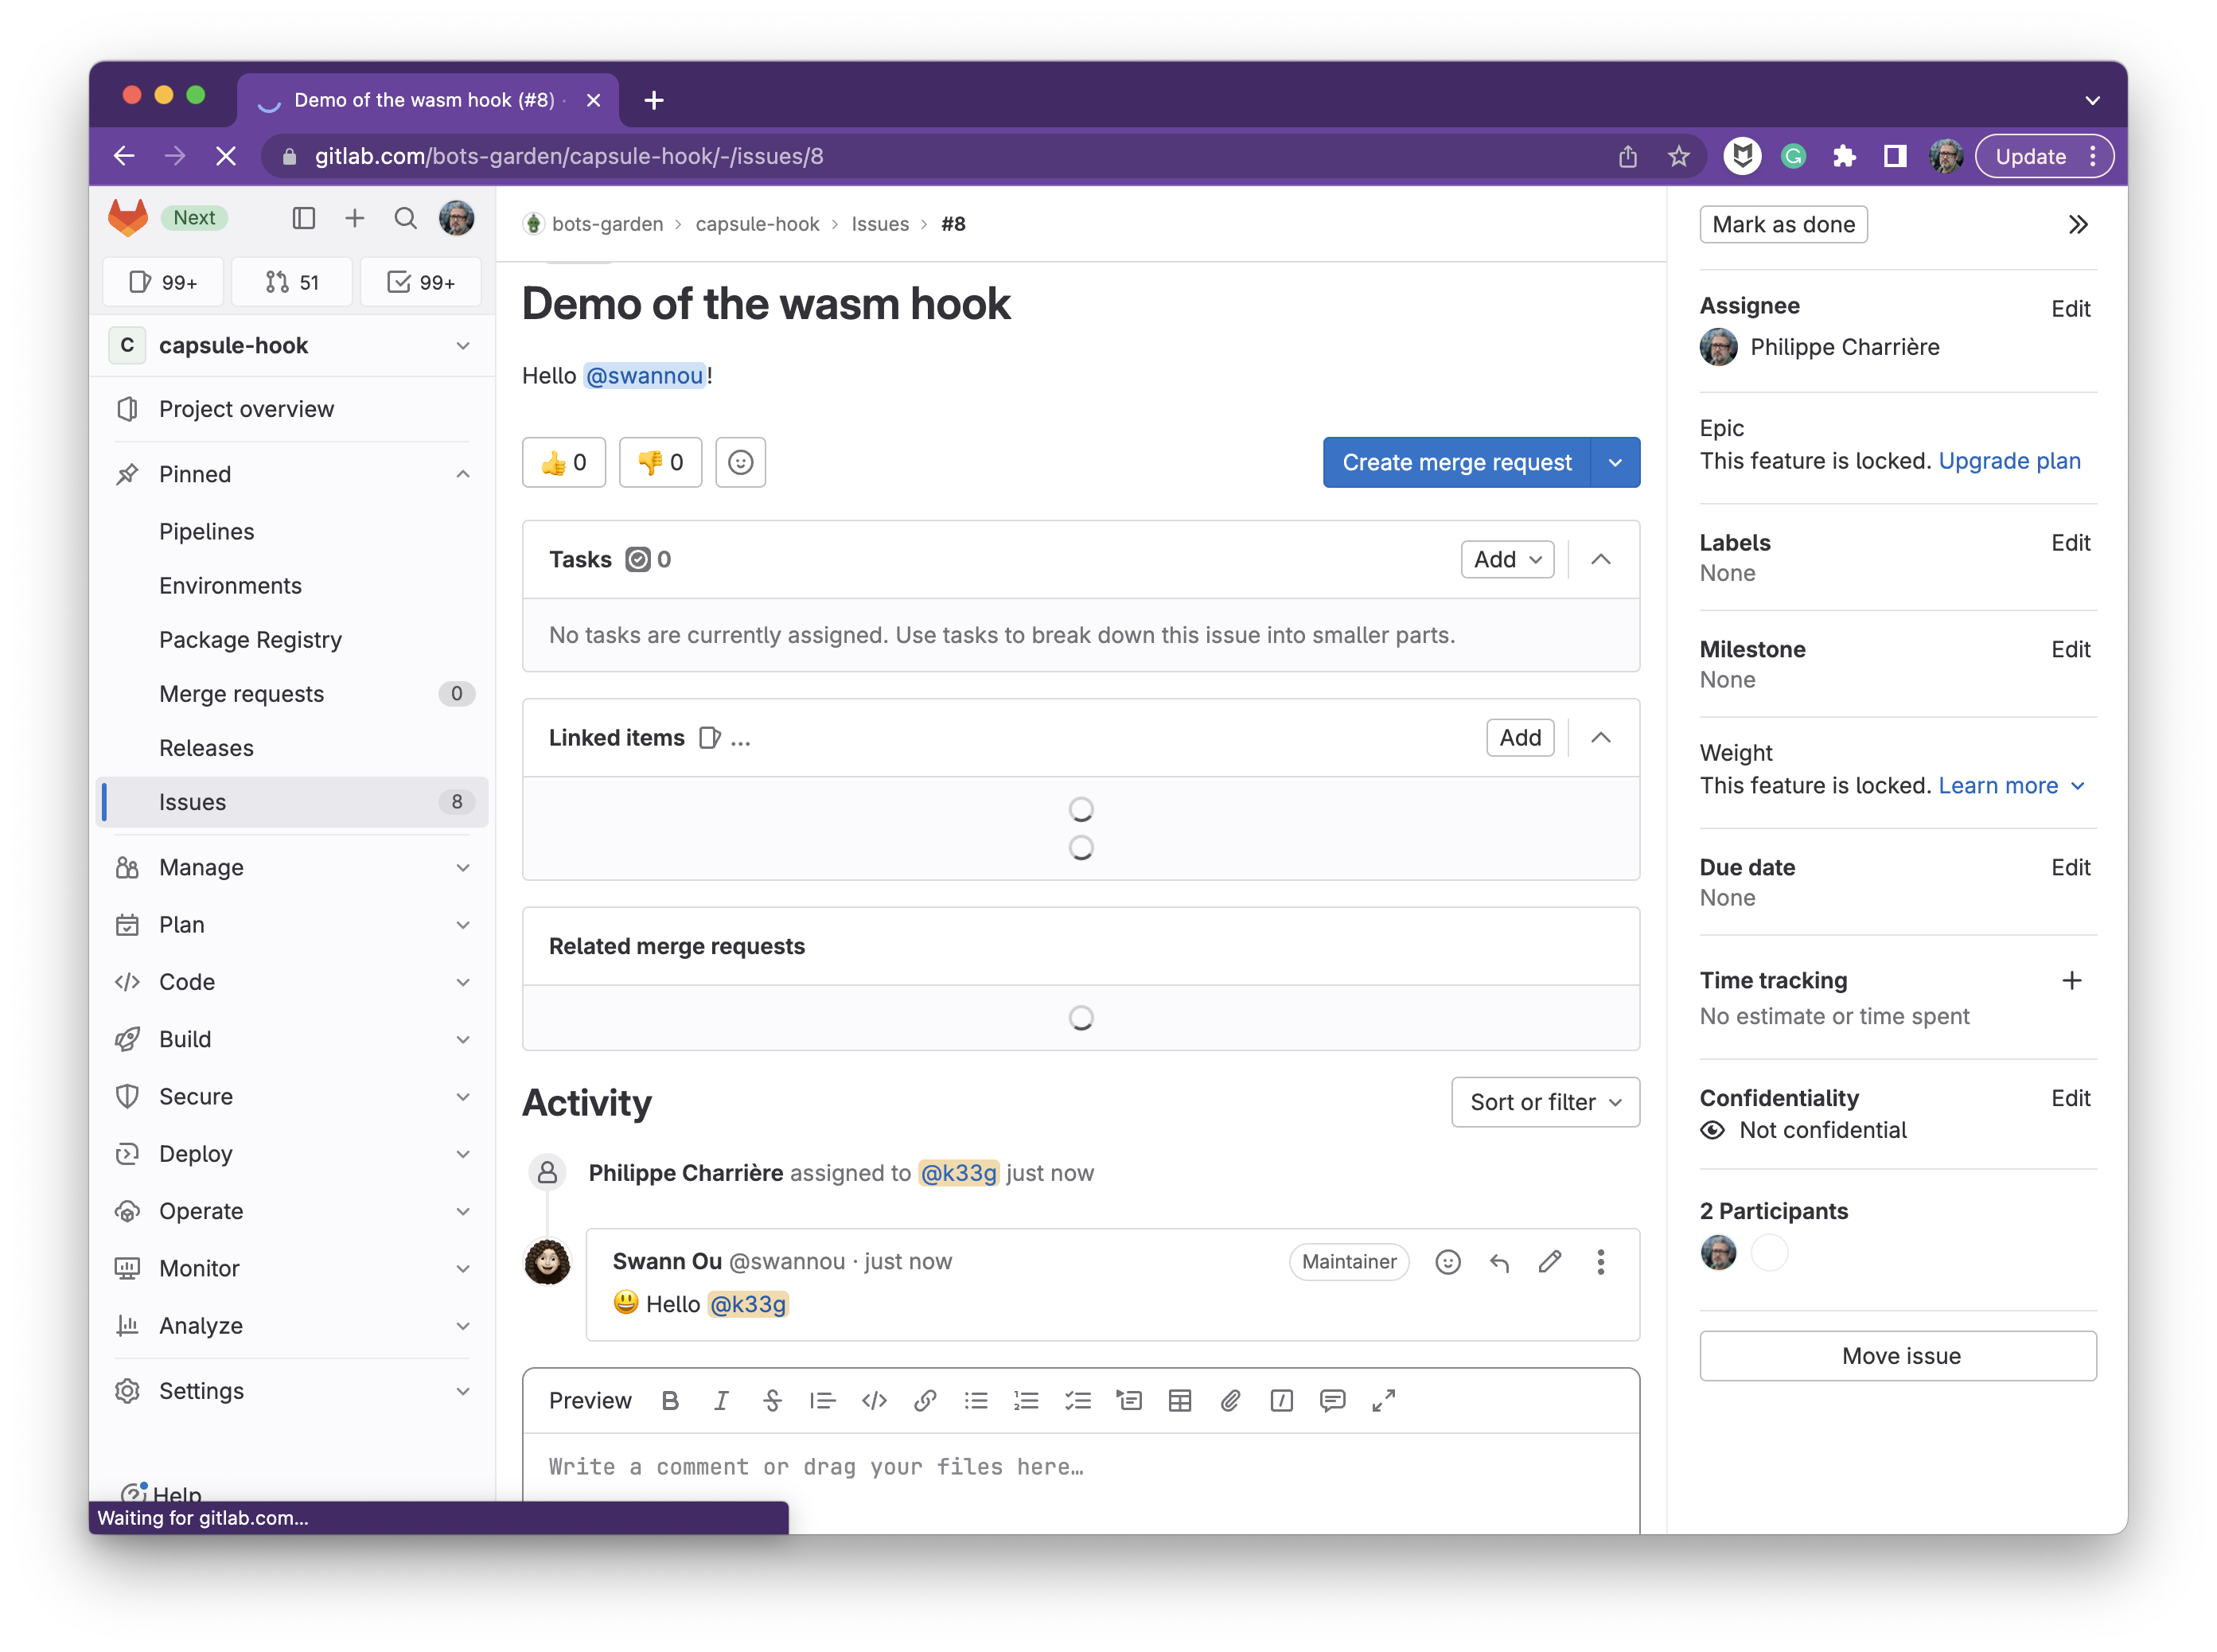 Demo of the wasm hook (#8) ·
gitlab.com/bots-garden/capsule-hook/-/issues/8
Update
Next
99+
51
99+
C capsule-hook
Project overview
Pinned
Pipelines
Environments
Package Registry
Merge requests 0
Releases
Issues 8
Manage
Plan
Code
Build
Secure
Deploy
Operate
Monitor
Analyze
Settings
Help
Waiting for gitlab.com...
bots-garden › capsule-hook › Issues › #8
Demo of the wasm hook
Hello @swannou!
👍 0
👎 0
Create merge request
Tasks 0
Add
No tasks are currently assigned. Use tasks to break down this issue into smaller parts.
Linked items ...
Add
Related merge requests
Activity
Sort or filter
Philippe Charrière assigned to @k33g just now
Swann Ou @swannou · just now
Maintainer
😃 Hello @k33g
Preview
Write a comment or drag your files here…
Mark as done
Assignee
Edit
Philippe Charrière
Epic
This feature is locked. Upgrade plan
Labels
Edit
None
Milestone
Edit
None
Weight
This feature is locked. Learn more
Due date
Edit
None
Time tracking
No estimate or time spent
Confidentiality
Edit
Not confidential
2 Participants
Move issue